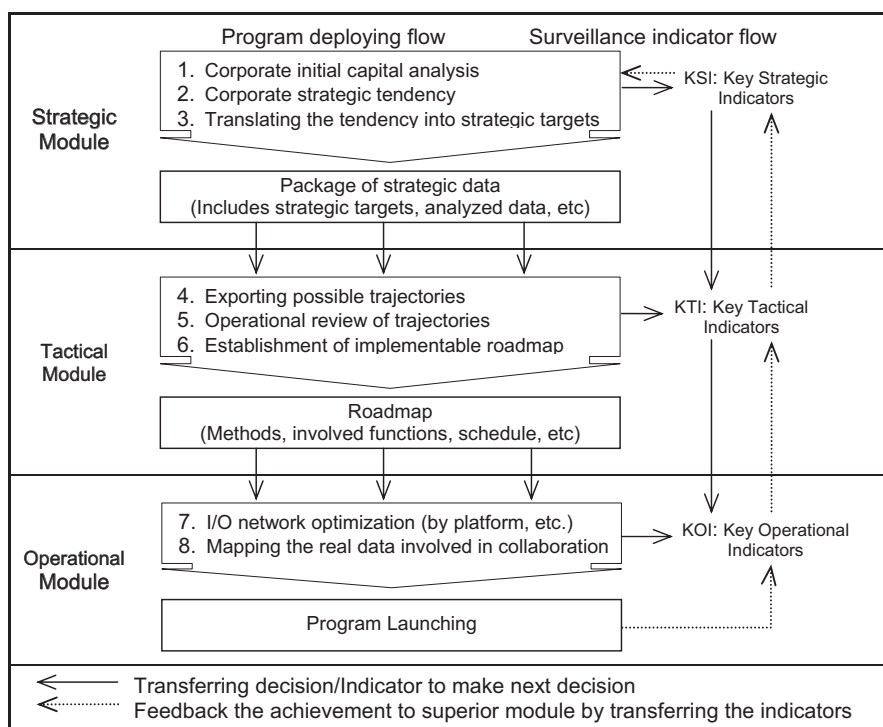 Program deploying flow
Surveillance indicator flow
Strategic
Module
1. Corporate initial capital analysis
2. Corporate strategic tendency
3. Translating the tendency into strategic targets
KSI: Key Strategic
Indicators
Package of strategic data
(Includes strategic targets, analyzed data, etc)
Tactical
Module
4. Exporting possible trajectories
5. Operational review of trajectories
6. Establishment of implementable roadmap
KTI: Key Tactical
Indicators
Roadmap
(Methods, involved functions, schedule, etc)
Operational
Module
7. I/O network optimization (by platform, etc.)
8. Mapping the real data involved in collaboration
KOI: Key Operational
Indicators
Program Launching
Transferring decision/Indicator to make next decision
Feedback the achievement to superior module by transferring the indicators